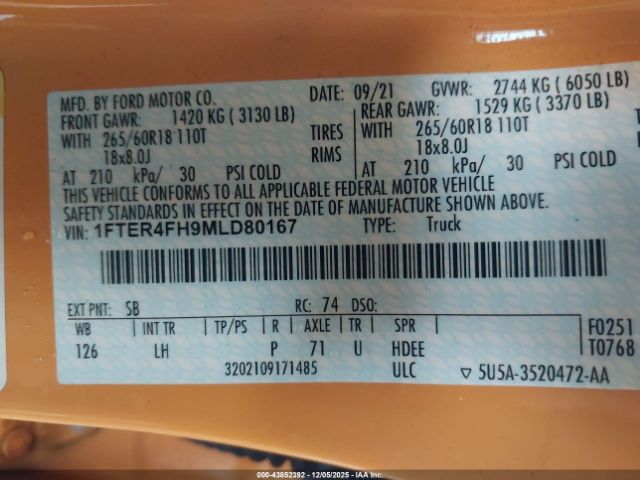 MFD. BY FORD MOTOR CO.
DATE: 09/21 GVWR: 2744 KG ( 6050 LB)
FRONT GAWR: 1420 KG ( 3130 LB)
REAR GAWR: 1529 KG ( 3370 LB)
WITH 265/60R18 110T TIRES
WITH 265/60R18 110T TIRES
18x8.0J RIMS
18x8.0J
AT 210 kPa/ 30 PSI COLD
AT 210 kPa/ 30 PSI COLD
THIS VEHICLE CONFORMS TO ALL APPLICABLE FEDERAL MOTOR VEHICLE
SAFETY STANDARDS IN EFFECT ON THE DATE OF MANUFACTURE SHOWN ABOVE.
VIN: 1FTER4FH9MLD80167 TYPE: Truck
EXT PNT: SB RC: 74 DSO:
WB INT TR TP/PS R AXLE TR SPR F0251
126 LH P 71 U HDEE T0768
3202109171485 ULC ▽ 5U5A-3520472-AA
© 43852392 - 12/05/2025 - IAA Inc.